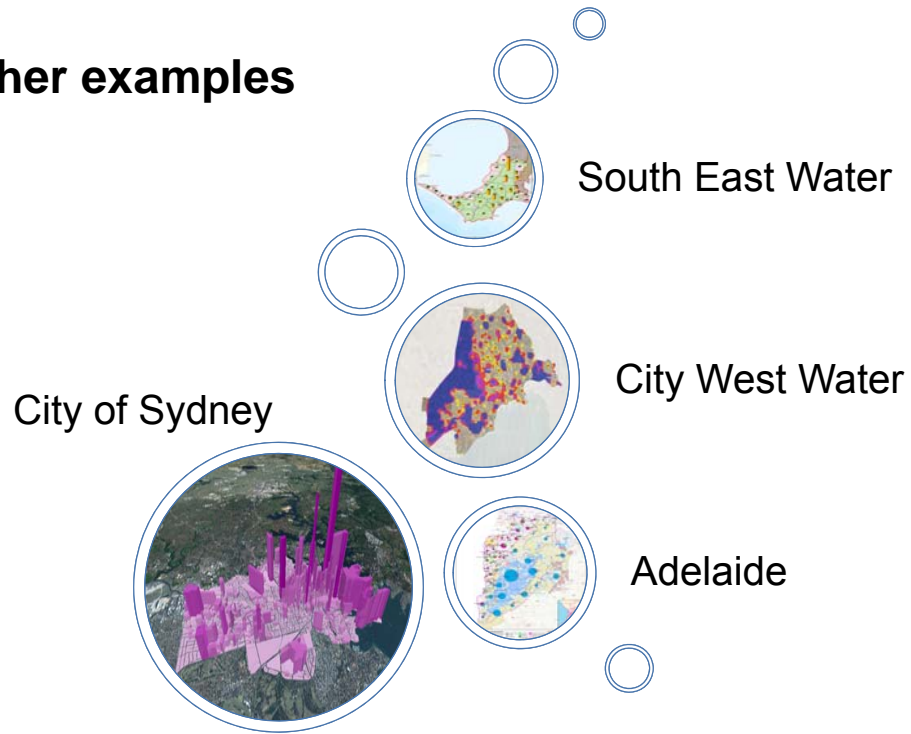 her examples
South East Water
City West Water
City of Sydney
Adelaide